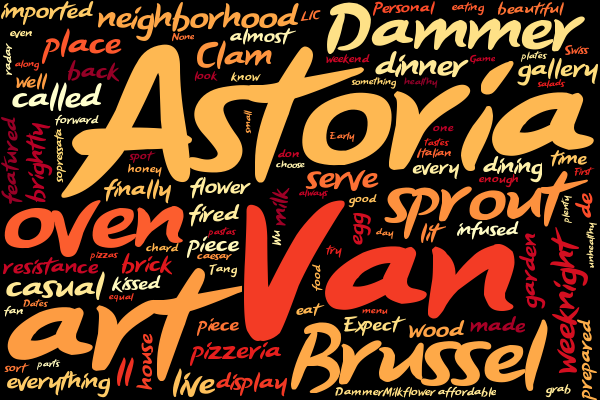 imported
neighborhood
LIC
Personal
eating
beautiful
even
None
almost
Dammer
radar
place
Clam
along
well
back
look
know
weekend
dinner
Game
plates
Swiss
gallery
called
something
healthy
Salads
Astoria
forward
sopressata
small
Early
one
Tastes
Italian
featured
brightly
spot
honey
don
choose
every
dining
time
finally
flower
serve
enough
First
always
good
sprout
plenty
de
oven
fired
milk
Wu
egg
day
lit
infused
unhealthy
pastas
pizzas
chard
piece
caesar
Tang
try
Van
garden
resistance
brick
casual
kissed
equal
food
weeknight
fan
Dates
art
eat
menu
piece
Expect
wood
made
prepared
house
pizzeria
Brussel
sort
parts
everything
ll
live
display
DammerMilkflower
affordable
grab